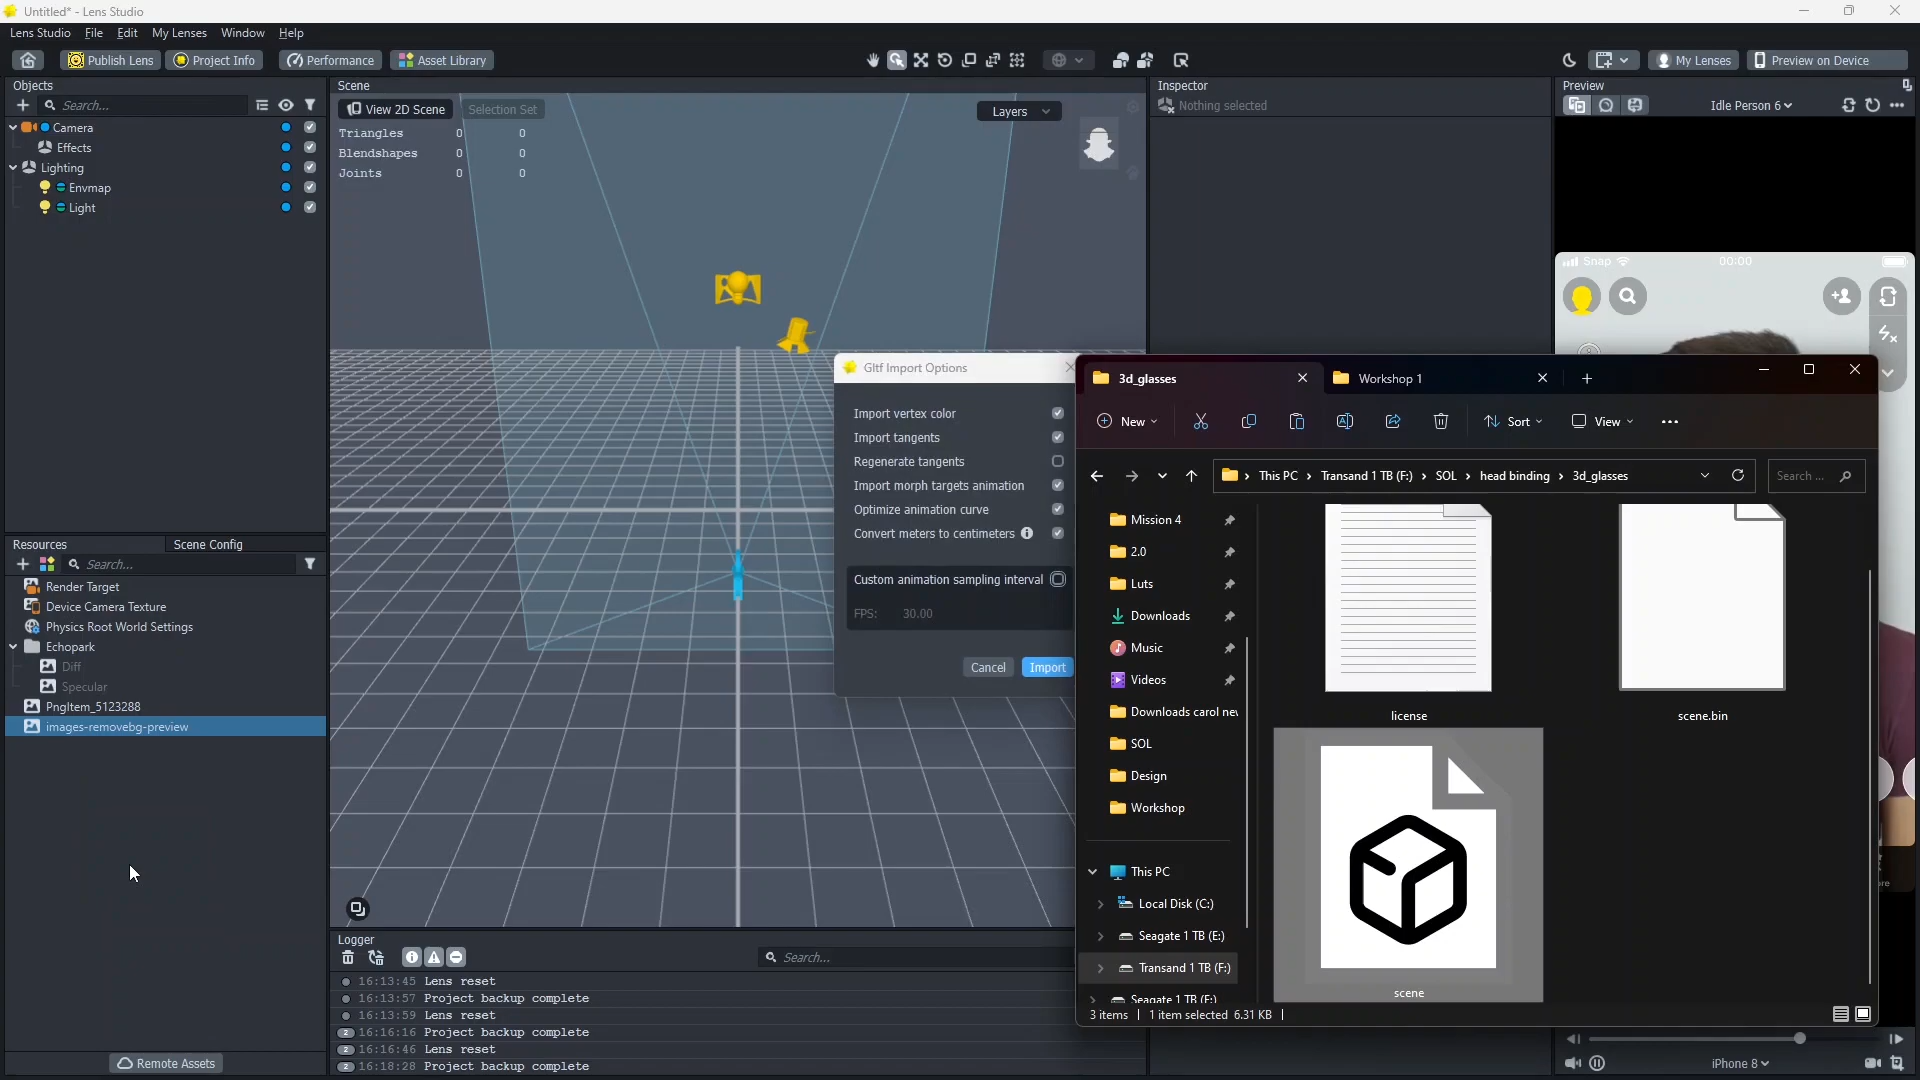 Untitled* - Lens Studio
Lens Studio File Edit My Lenses Window Help
Publish Lens Project Info Performance Asset Library My Lenses Preview on Device
Objects
Search...
Camera
Effects
Lighting
Envmap
Light
Resources Scene Config
Search...
Render Target
Device Camera Texture
Physics Root World Settings
Echopark
Diff
Specular
PngItem_5123288
images-removebg-preview
Remote Assets
Scene
View 2D Scene Selection Set Layers
Triangles 0 0
Blendshapes 0 0
Joints 0 0
Gltf Import Options
Import vertex color
Import tangents
Regenerate tangents
Import morph targets animation
Optimize animation curve
Convert meters to centimeters
Custom animation sampling interval
FPS: 30.00
Cancel Import
Logger
Search...
16:13:45 Lens reset
16:13:57 Project backup complete
16:13:59 Lens reset
2 16:16:16 Project backup complete
2 16:16:46 Lens reset
2 16:18:28 Project backup complete
Inspector
Nothing selected
Preview
Idle Person 6
Snap 00:00
3d_glasses Workshop 1
New Sort View
This PC Transand 1 TB (F:) SOL head binding 3d_glasses Search ...
Mission 4
2.0
Luts
Downloads
Music
Videos
Downloads carol nev
SOL
Design
Workshop
This PC
Local Disk (C:)
Seagate 1 TB (E:)
Transand 1 TB (F:)
Seagate 1 TB (E:)
license scene.bin
scene
3 items 1 item selected 6.31 KB
iPhone 8